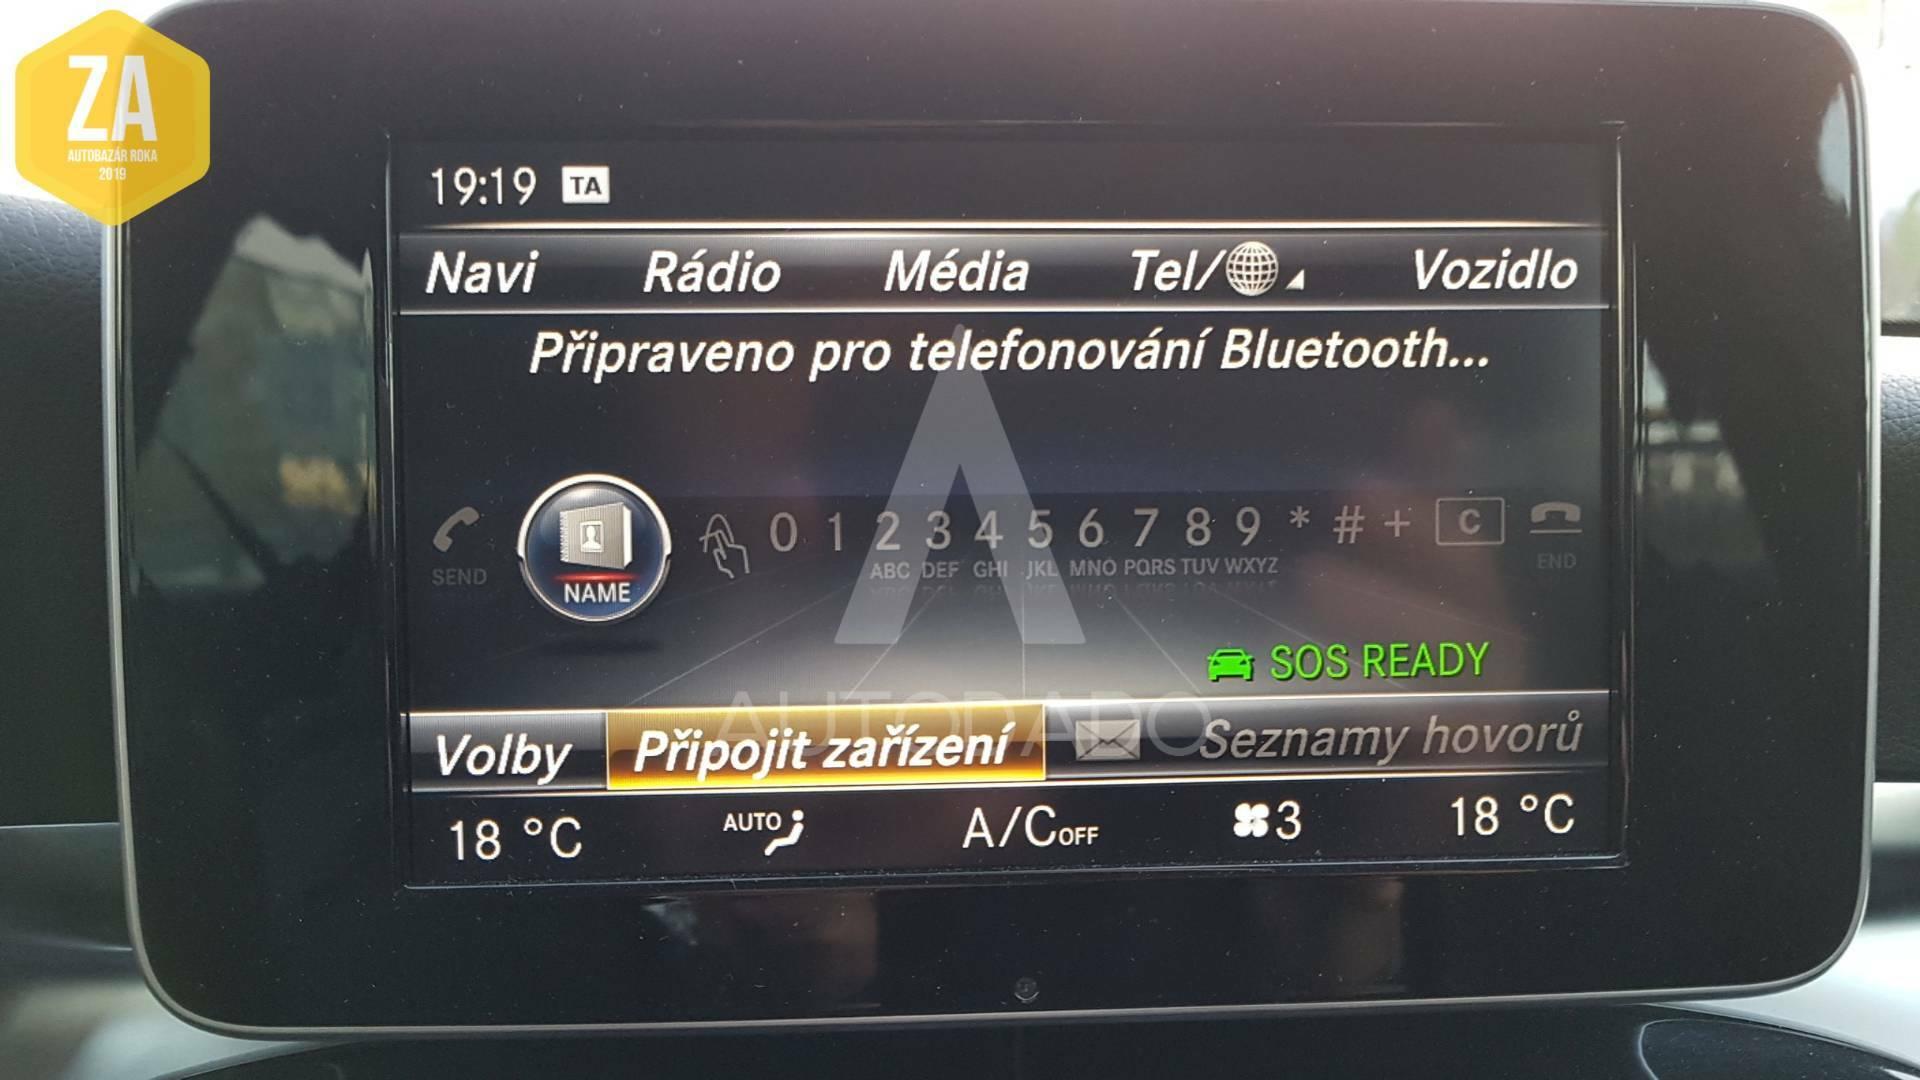 ZA
AUTOBAZÁR ROKA
2019
19:19 TA
Navi Rádio Média Tel/ Vozidlo
Připraveno pro telefonování Bluetooth...
SEND NAME 0 1 2 3 4 5 6 7 8 9 * # + C END
ABC DEF GHI JKL MNO PQRS TUV WXYZ
SOS READY
AUTODADO
Volby Připojit zařízení Seznamy hovorů
18 °C AUTO A/C OFF 3 18 °C